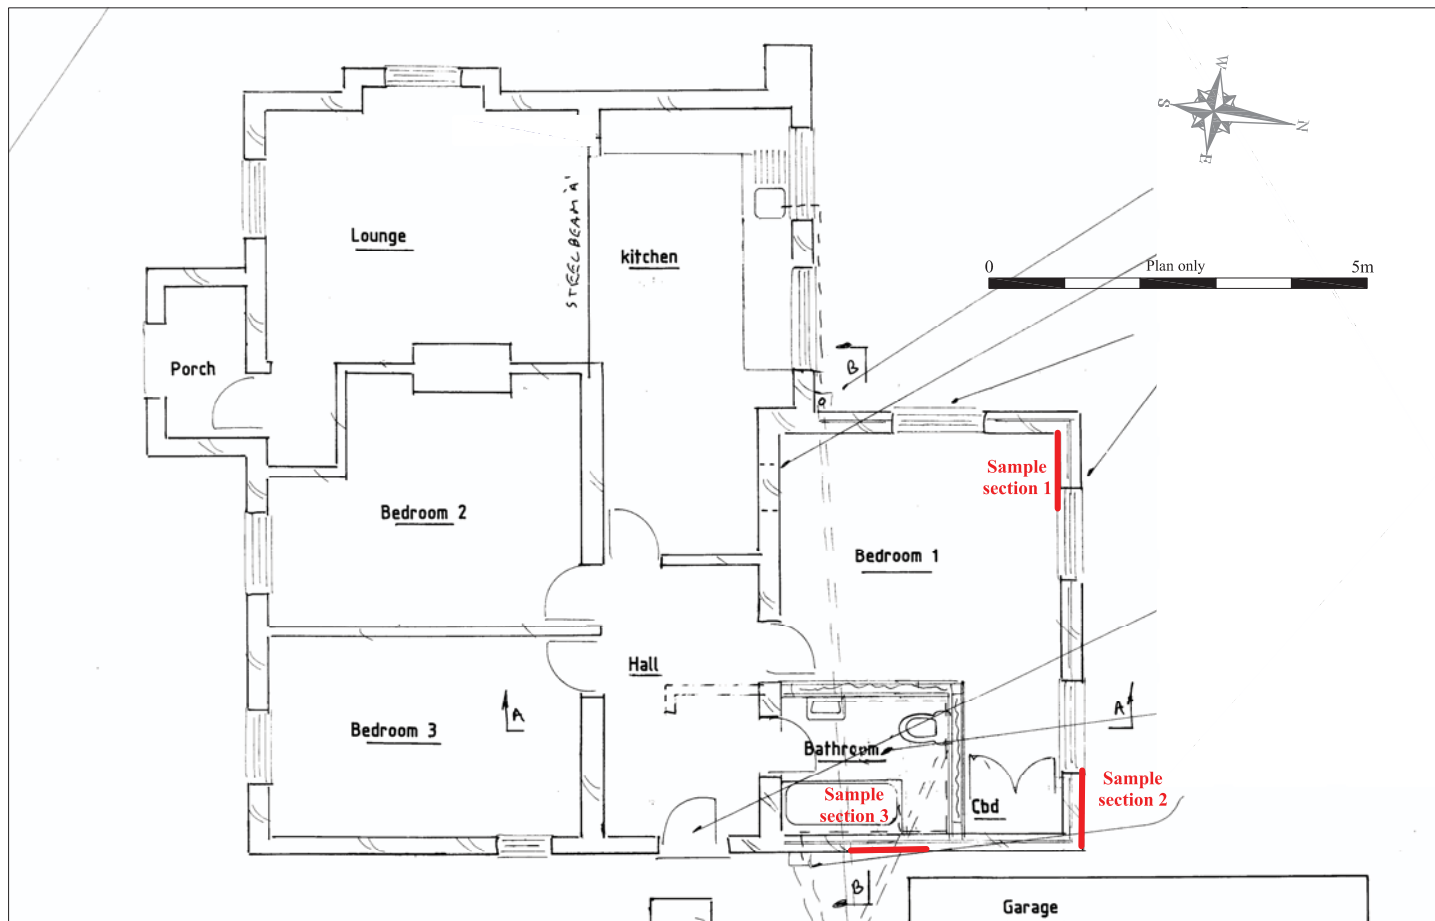 W
S
N
E
Lounge
STEEL BEAM 'A'
kitchen
0
Plan only
5m
Porch
B
Sample
section 1
Bedroom 2
Bedroom 1
Hall
A
A
Bedroom 3
Bathroom
Sample
section 2
Sample
section 3
Cbd
B
Garage